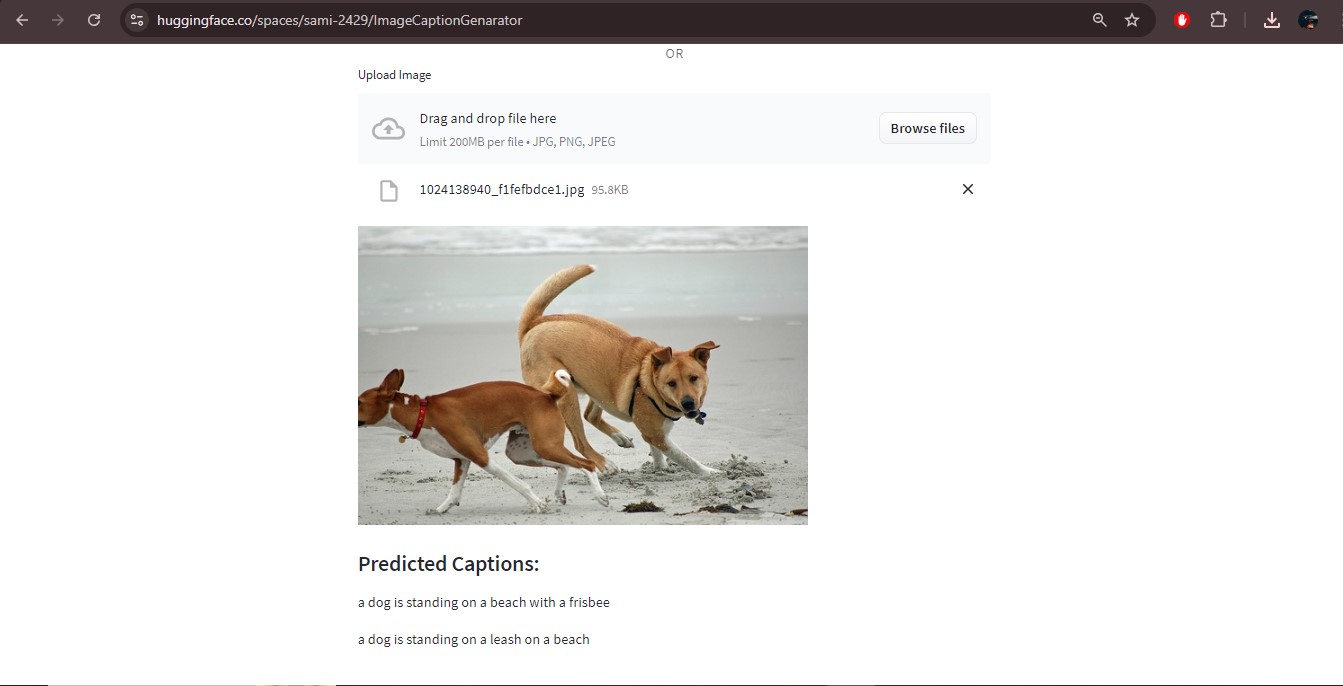 huggingface.co/spaces/sami-2429/ImageCaptionGenarator
OR
Upload Image
Drag and drop file here
Limit 200MB per file • JPG, PNG, JPEG
Browse files
1024138940_f1fefbdce1.jpg 95.8KB
Predicted Captions:
a dog is standing on a beach with a frisbee
a dog is standing on a leash on a beach